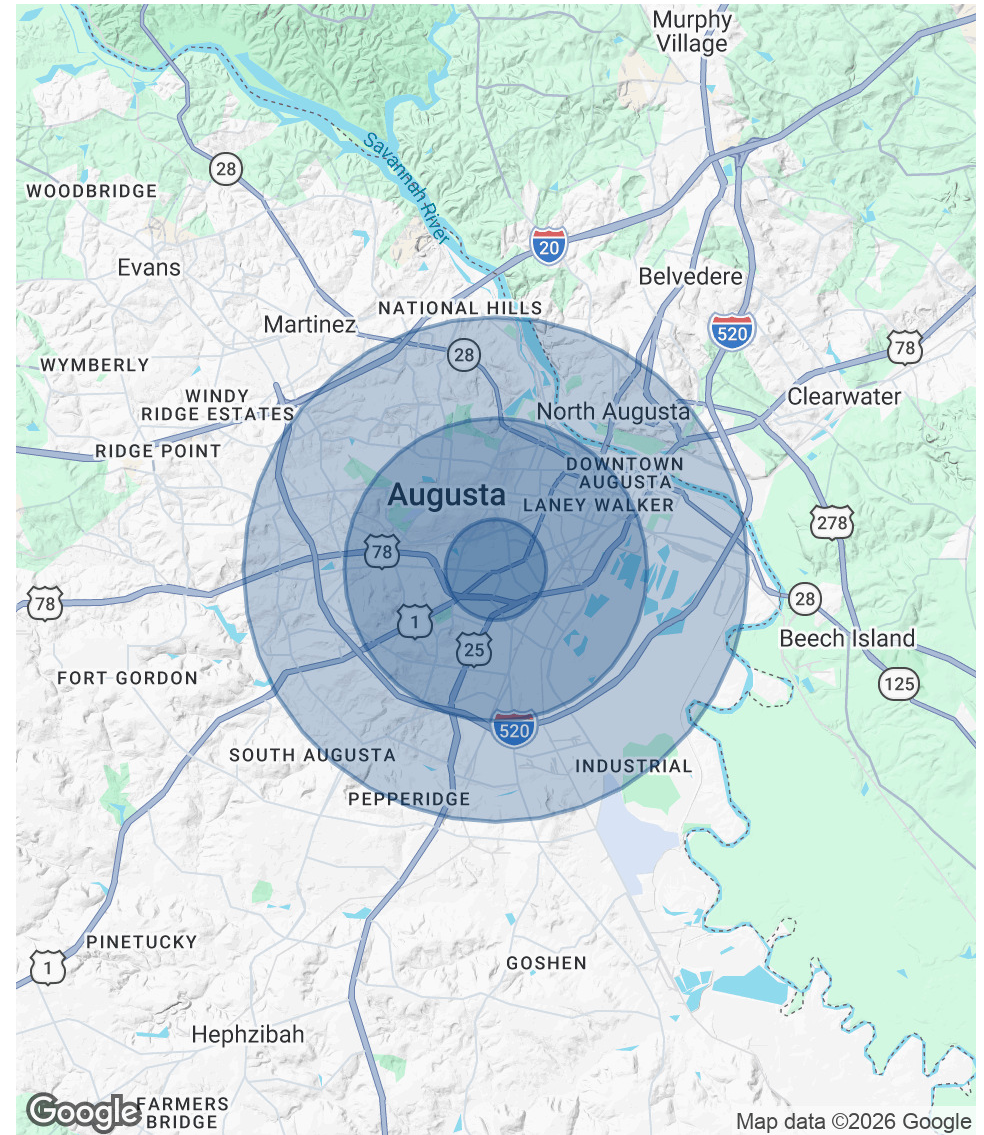 Murphy
Village
Savannah River
28
WOODBRIDGE
20
Evans
Belvedere
NATIONAL HILLS
Martinez
520
78
28
WYMBERLY
WINDY
RIDGE ESTATES
Clearwater
North Augusta
RIDGE POINT
DOWNTOWN
AUGUSTA
Augusta
LANEY WALKER
278
78
78
28
1
Beech Island
25
FORT GORDON
125
520
SOUTH AUGUSTA
INDUSTRIAL
PEPPERIDGE
PINETUCKY
GOSHEN
1
Hephzibah
Google
FARMERS
BRIDGE
Map data ©2026 Google